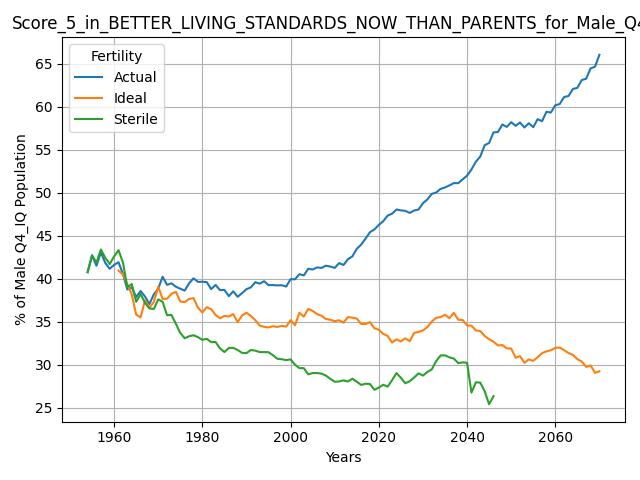 Score_5_in_BETTER_LIVING_STANDARDS_NOW_THAN_PARENTS_for_Male_Q4
Fertility
Actual
Ideal
Sterile
65
60
55
50
45
40
35
30
25
% of Male Q4_IQ Population
1960
1980
2000
2020
2040
2060
Years